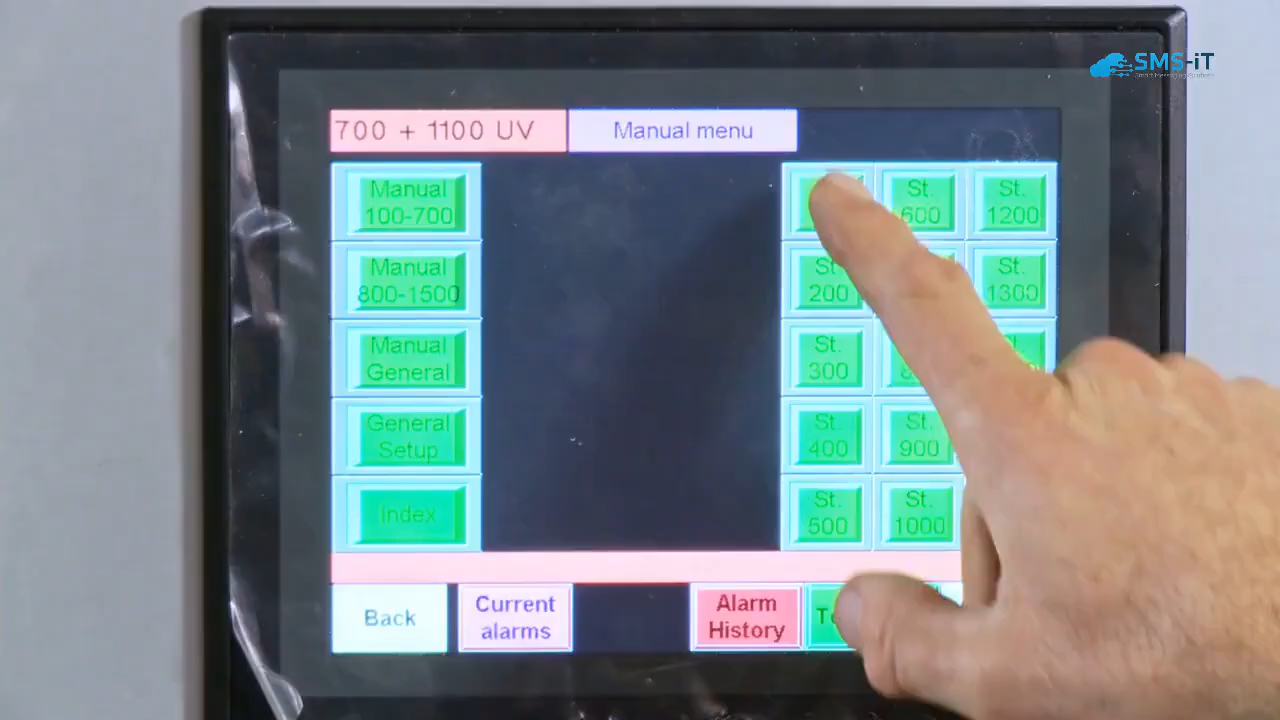 SMS-iT
700 + 1100 UV
Manual menu
Manual
100-700
St.
600
St.
1200
Manual
800-1500
St.
200
St.
1300
Manual
General
St.
300
General
Setup
St.
400
St.
900
Index
St.
500
St.
1000
Back
Current
alarms
Alarm
History